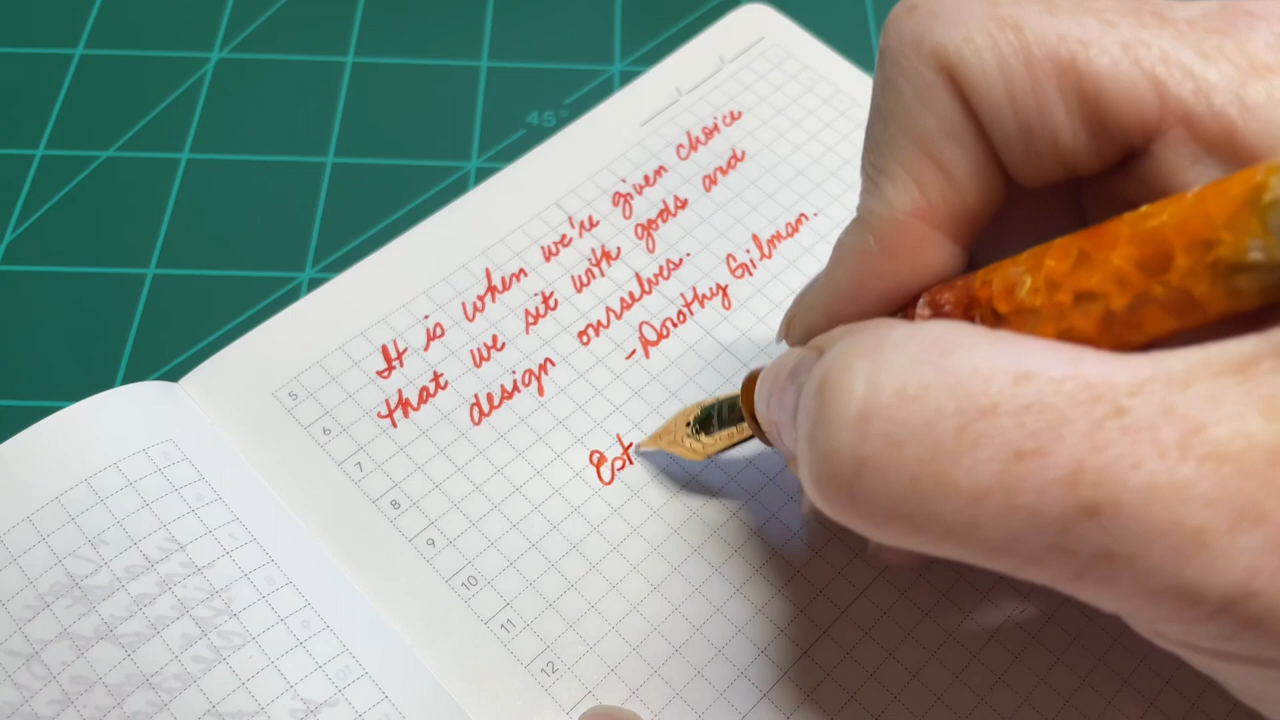 45°
It is when we're given choice
that we sit with gods and
design ourselves.
-Dorothy Gilman.
Est
5
6
7
8
9
10
11
12